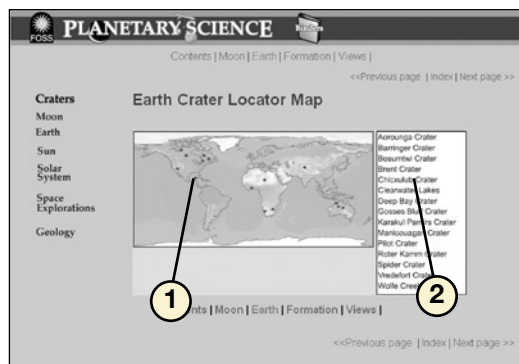 FOSS PLANETARY SCIENCE Binders
Contents | Moon | Earth | Formation | Views |
<<Previous page | Index | Next page >>
Craters
Moon
Earth
Sun
Solar
System
Space
Explorations
Geology
Earth Crater Locator Map
Aorounga Crater
Barringer Crater
Bosumtwi Crater
Brent Crater
Chicxulub Crater
Clearwater Lakes
Deep Bay Crater
Gosses Bluff Crater
Karakul Pamirs Crater
Manicouagan Crater
Pilot Crater
Roter Kamm Crater
Spider Crater
Vredefort Crater
Wolfe Creek
1
2
nts | Moon | Earth | Formation | Views |
<<Previous page | Index | Next page >>